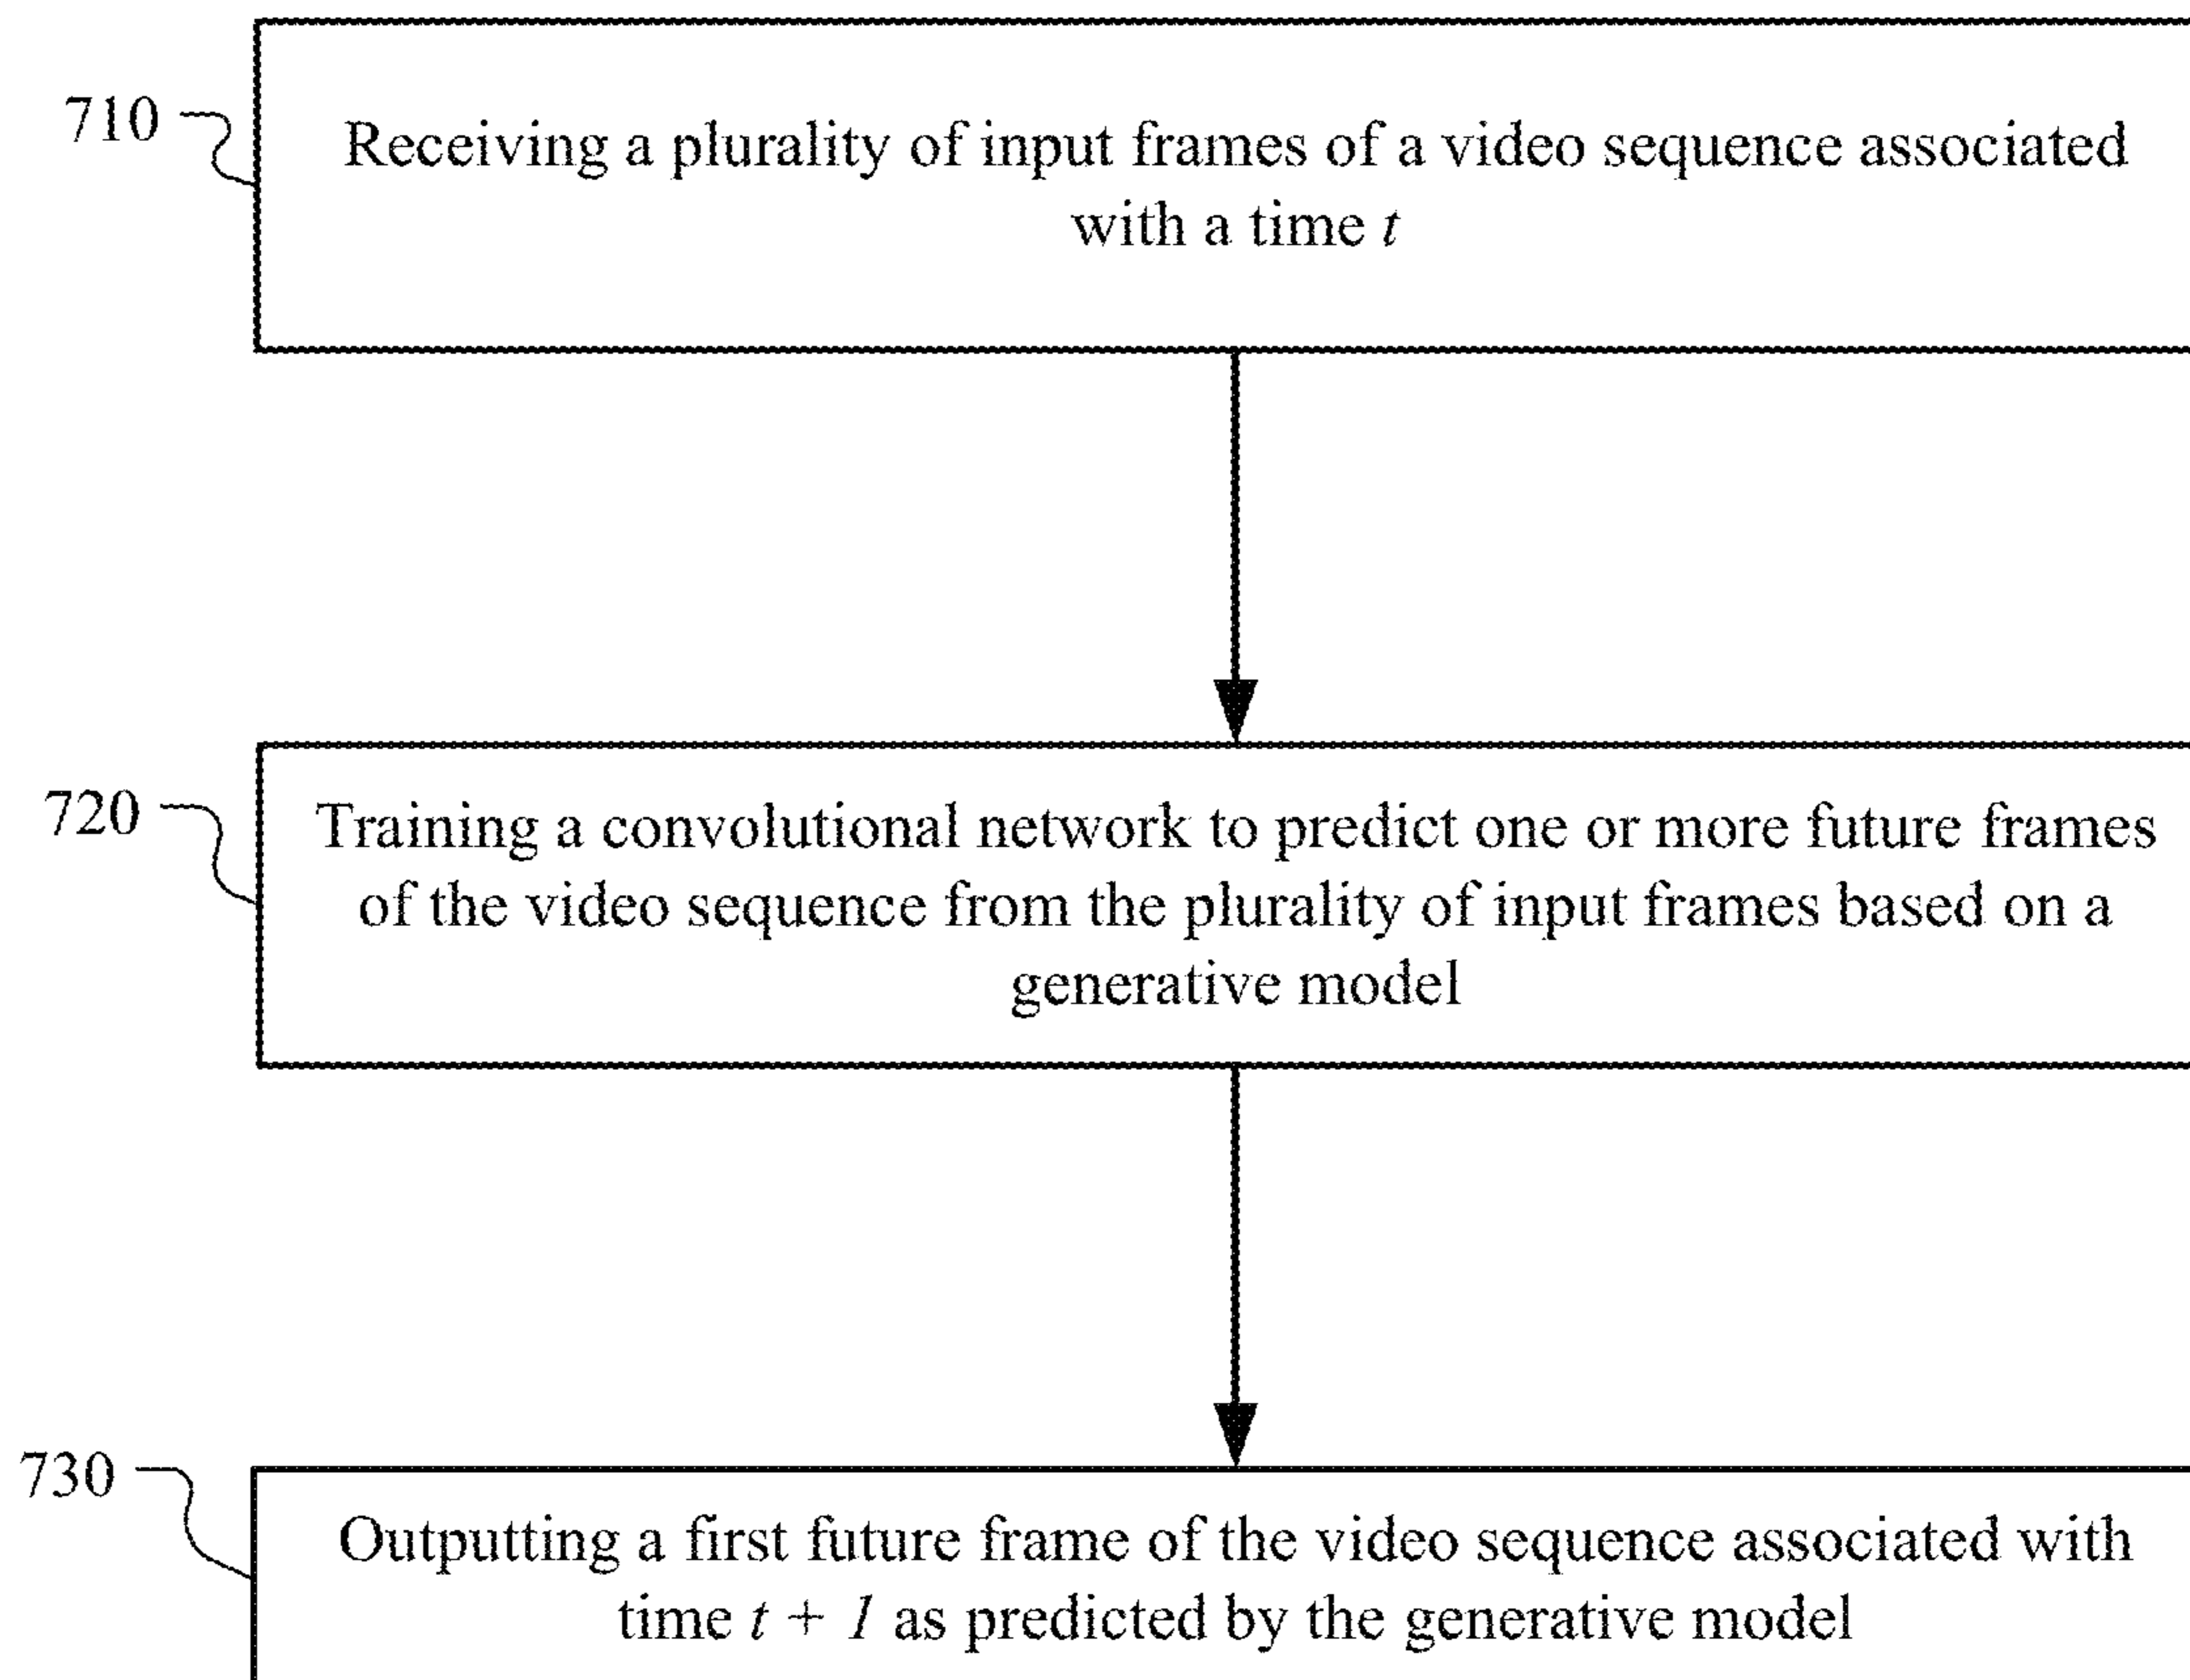 710
Receiving a plurality of input frames of a video sequence associated
with a time t
720
Training a convolutional network to predict one or more future frames
of the video sequence from the plurality of input frames based on a
generative model
730
Outputting a first future frame of the video sequence associated with
time t + 1 as predicted by the generative model